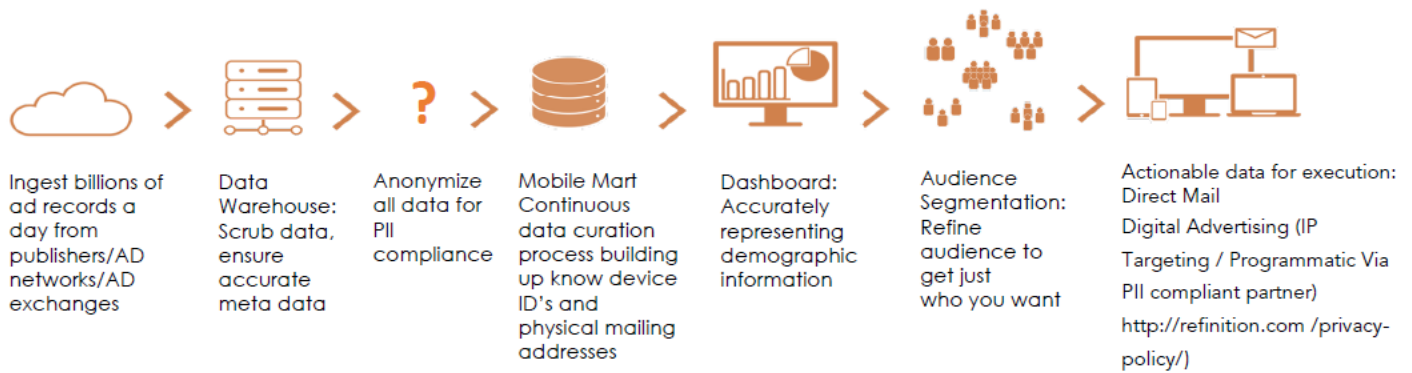 ?
Ingest billions of
ad records a
day from
publishers/AD
networks/AD
exchanges
Data
Warehouse:
Scrub data,
ensure
accurate
meta data
Anonymize
all data for
PII
compliance
Mobile Mart
Continuous
data curation
process building
up know device
ID's and
physical mailing
addresses
Dashboard:
Accurately
representing
demographic
information
Audience
Segmentation:
Refine
audience to
get just
who you want
Actionable data for execution:
Direct Mail
Digital Advertising (IP
Targeting / Programmatic Via
PII compliant partner)
http://refinition.com /privacy-
policy/)